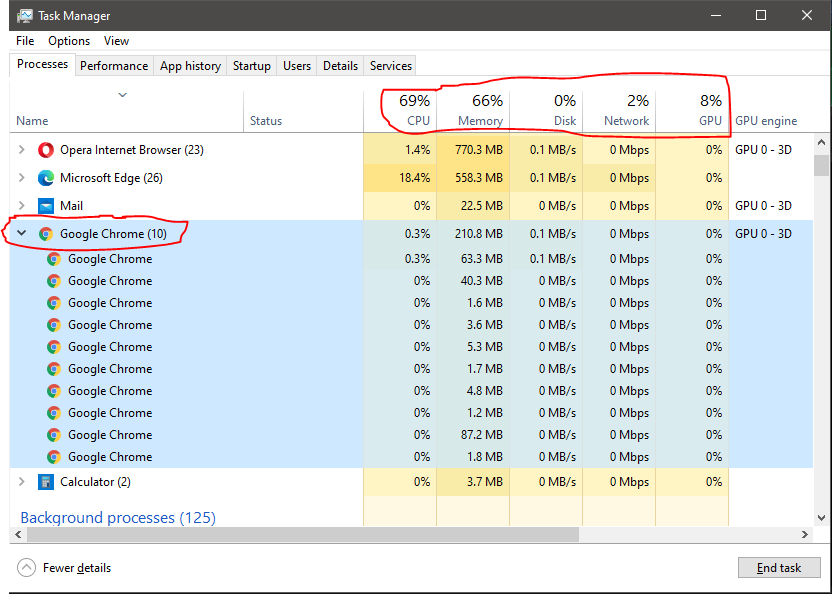 Task Manager
File Options View
Processes Performance App history Startup Users Details Services
69% 66% 0% 2% 8%
Name Status CPU Memory Disk Network GPU GPU engine
Opera Internet Browser (23) 1.4% 770.3 MB 0.1 MB/s 0 Mbps 0% GPU 0 - 3D
Microsoft Edge (26) 18.4% 558.3 MB 0.1 MB/s 0 Mbps 0% GPU 0 - 3D
Mail 0% 22.5 MB 0 MB/s 0 Mbps 0% GPU 0 - 3D
Google Chrome (10) 0.3% 210.8 MB 0.1 MB/s 0 Mbps 0% GPU 0 - 3D
Google Chrome 0.3% 63.3 MB 0.1 MB/s 0 Mbps 0%
Google Chrome 0% 40.3 MB 0 MB/s 0 Mbps 0%
Google Chrome 0% 1.6 MB 0 MB/s 0 Mbps 0%
Google Chrome 0% 3.6 MB 0 MB/s 0 Mbps 0%
Google Chrome 0% 5.3 MB 0 MB/s 0 Mbps 0%
Google Chrome 0% 1.7 MB 0 MB/s 0 Mbps 0%
Google Chrome 0% 4.8 MB 0 MB/s 0 Mbps 0%
Google Chrome 0% 1.2 MB 0 MB/s 0 Mbps 0%
Google Chrome 0% 87.2 MB 0 MB/s 0 Mbps 0%
Google Chrome 0% 1.8 MB 0 MB/s 0 Mbps 0%
Calculator (2) 0% 3.7 MB 0 MB/s 0 Mbps 0%
Background processes (125)
Fewer details End task